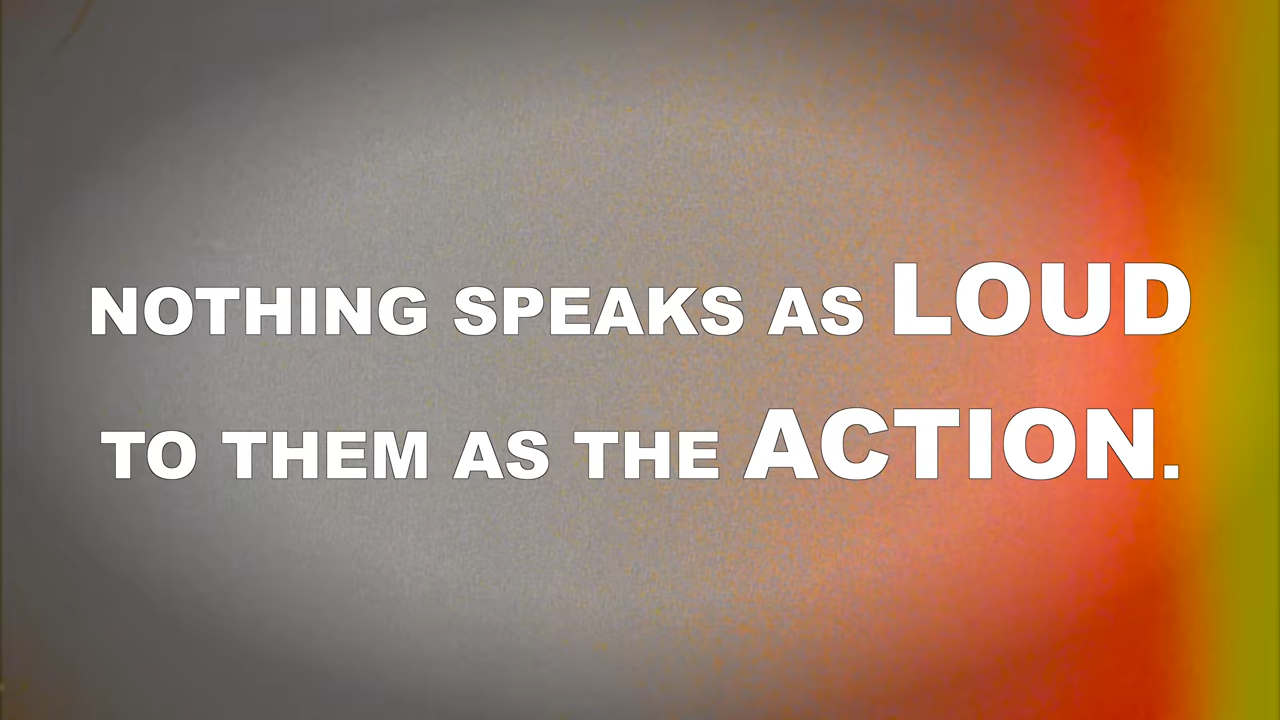 NOTHING SPEAKS AS LOUD
TO THEM AS THE ACTION.